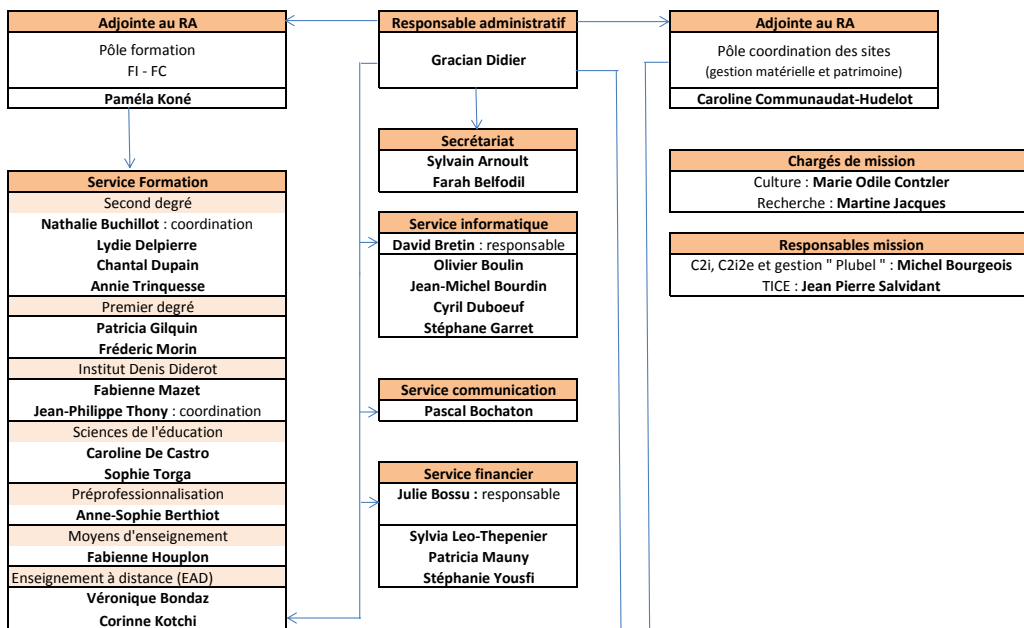 Adjointe au RA
Pôle formation
FI - FC
Paméla Koné
Responsable administratif
Gracian Didier
Adjointe au RA
Pôle coordination des sites
(gestion matérielle et patrimoine)
Caroline Communaudat-Hudelot
Secrétariat
Sylvain Arnoult
Farah Belfodil
Chargés de mission
Culture : Marie Odile Contzler
Recherche : Martine Jacques
Service Formation
Second degré
Nathalie Buchillot : coordination
Lydie Delpierre
Chantal Dupain
Annie Trinquesse
Premier degré
Patricia Gilquin
Fréderic Morin
Institut Denis Diderot
Fabienne Mazet
Jean-Philippe Thony : coordination
Sciences de l'éducation
Caroline De Castro
Sophie Torga
Préprofessionnalisation
Anne-Sophie Berthiot
Moyens d'enseignement
Fabienne Houplon
Enseignement à distance (EAD)
Véronique Bondaz
Corinne Kotchi
Service informatique
David Bretin : responsable
Olivier Boulin
Jean-Michel Bourdin
Cyril Duboeuf
Stéphane Garret
Responsables mission
C2i, C2i2e et gestion " Plubel " : Michel Bourgeois
TICE : Jean Pierre Salvidant
Service communication
Pascal Bochaton
Service financier
Julie Bossu : responsable
Sylvia Leo-Thepenier
Patricia Mauny
Stéphanie Yousfi